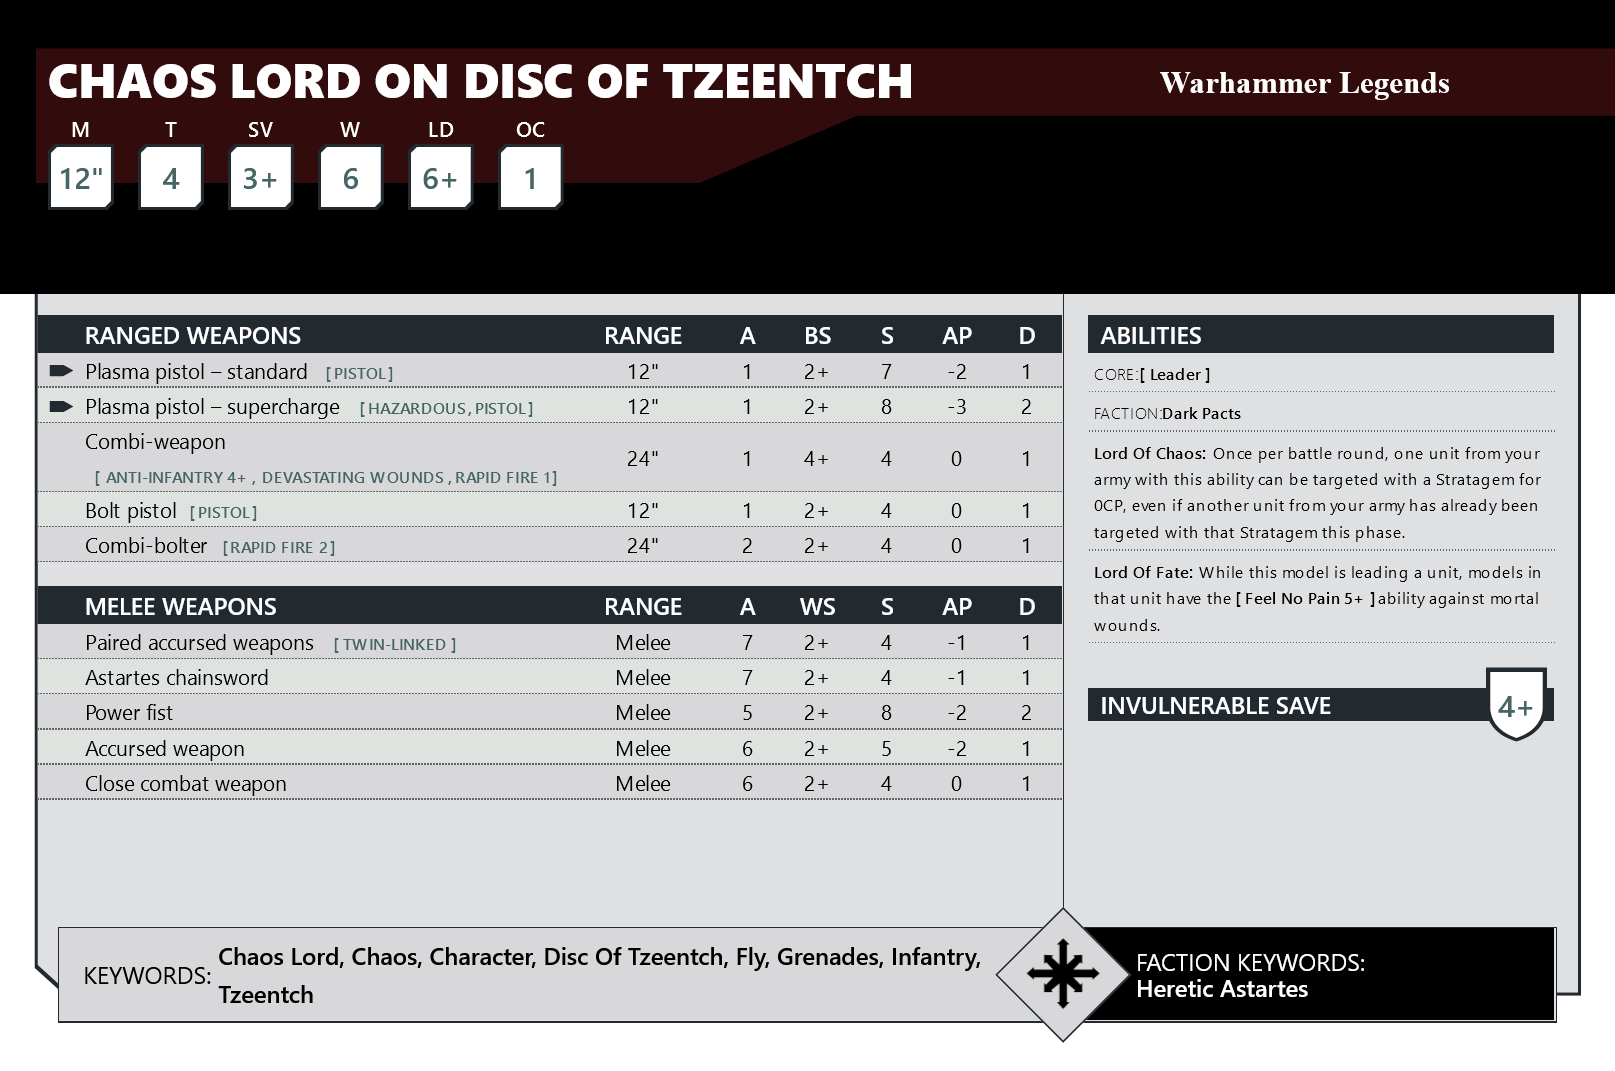 CHAOS LORD ON DISC OF TZEENTCH
Warhammer Legends
M T SV W LD OC
12" 4 3+ 6 6+ 1
RANGED WEAPONS RANGE A BS S AP D
Plasma pistol – standard [PISTOL] 12" 1 2+ 7 -2 1
Plasma pistol – supercharge [HAZARDOUS, PISTOL] 12" 1 2+ 8 -3 2
Combi-weapon
[ ANTI-INFANTRY 4+ , DEVASTATING WOUNDS , RAPID FIRE 1] 24" 1 4+ 4 0 1
Bolt pistol [PISTOL] 12" 1 2+ 4 0 1
Combi-bolter [RAPID FIRE 2] 24" 2 2+ 4 0 1
MELEE WEAPONS RANGE A WS S AP D
Paired accursed weapons [ TWIN-LINKED ] Melee 7 2+ 4 -1 1
Astartes chainsword Melee 7 2+ 4 -1 1
Power fist Melee 5 2+ 8 -2 2
Accursed weapon Melee 6 2+ 5 -2 1
Close combat weapon Melee 6 2+ 4 0 1
ABILITIES
CORE:[ Leader ]
FACTION:Dark Pacts
Lord Of Chaos: Once per battle round, one unit from your
army with this ability can be targeted with a Stratagem for
0CP, even if another unit from your army has already been
targeted with that Stratagem this phase.
Lord Of Fate: While this model is leading a unit, models in
that unit have the [ Feel No Pain 5+ ] ability against mortal
wounds.
INVULNERABLE SAVE 4+
KEYWORDS: Chaos Lord, Chaos, Character, Disc Of Tzeentch, Fly, Grenades, Infantry,
Tzeentch
FACTION KEYWORDS:
Heretic Astartes